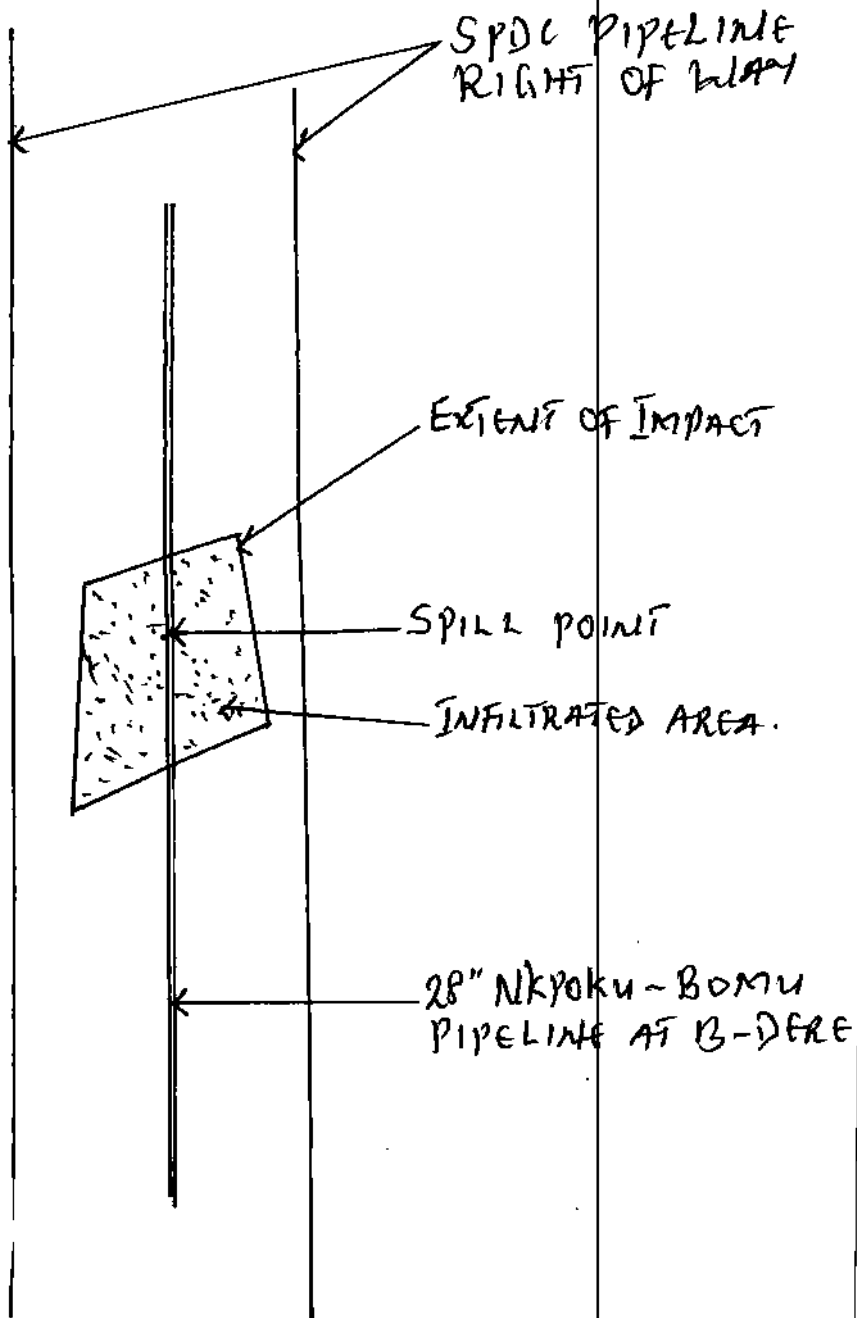 SPDC PIPELINE
RIGHT OF WAY
EXTENT OF IMPACT
SPILL POINT
INFILTRATED AREA.
28" NKPOKU-BOMU
PIPELINE AT B-DERE